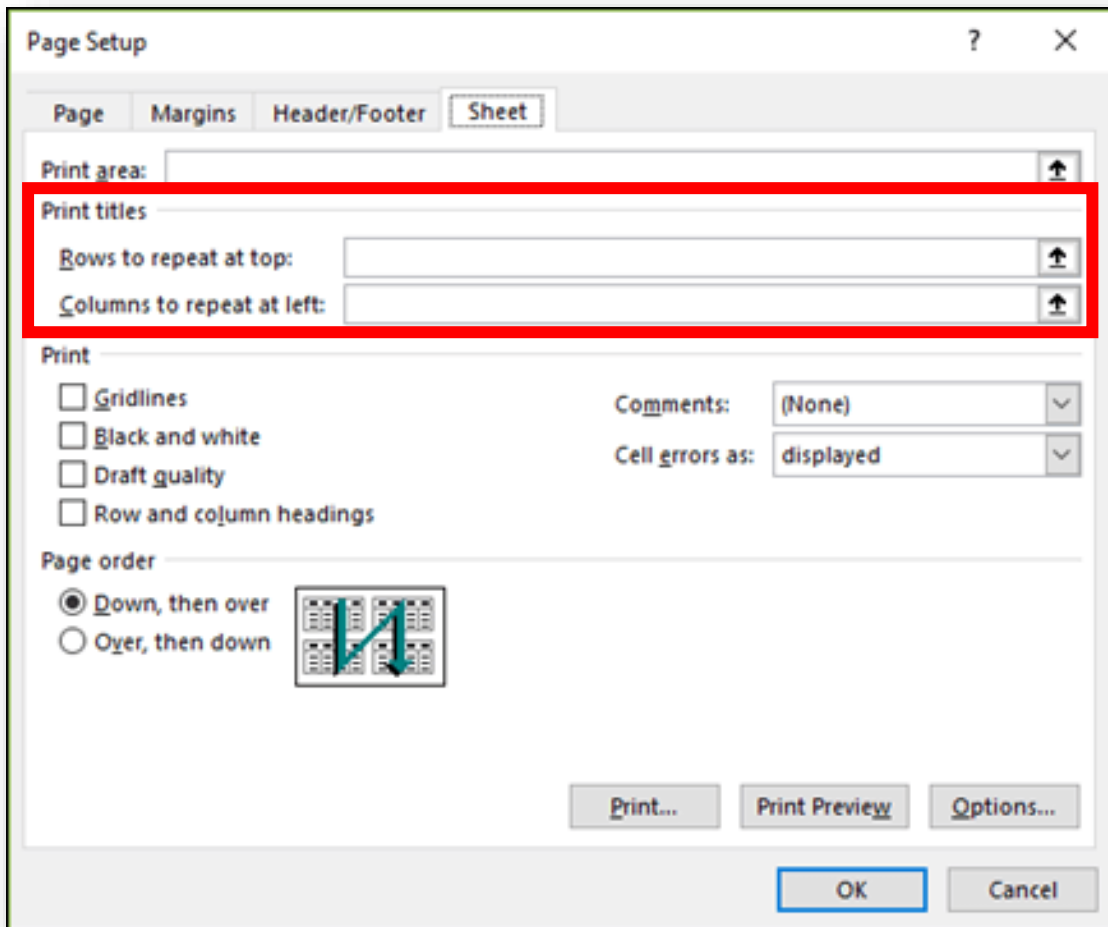 Page Setup ?
Page Margins Header/Footer Sheet
Print area:
Print titles
Rows to repeat at top:
Columns to repeat at left:
Print
Gridlines Comments: (None)
Black and white Cell errors as: displayed
Draft quality
Row and column headings
Page order
Down, then over
Over, then down
Print... Print Preview Options...
OK Cancel